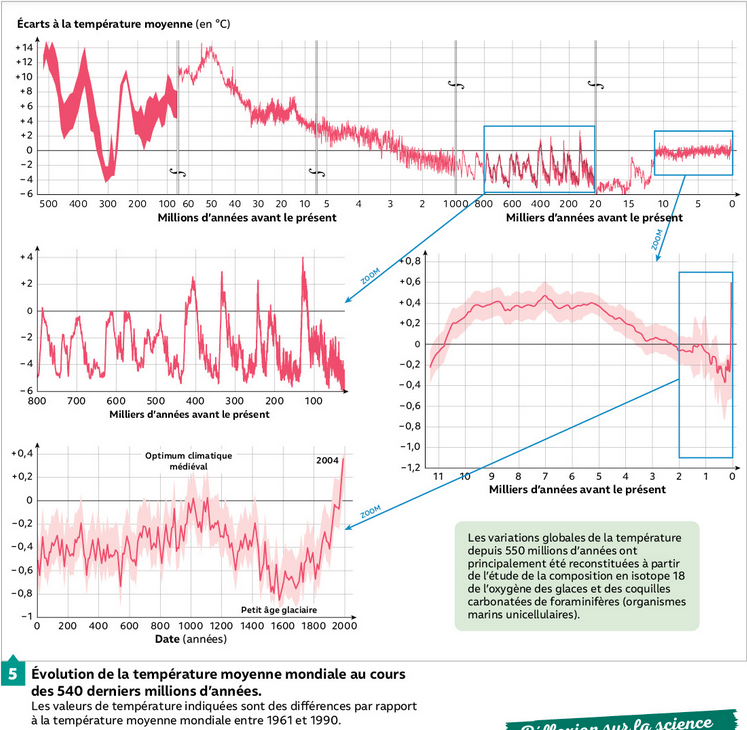 Écarts à la température moyenne (en °C)
+ 14
+ 12
+ 10
+ 8
+ 6
+ 4
+ 2
0
– 2
– 4
– 6
500 400 300 200 100 60 50 40 30 20 10 5 4 3 2 1000 800 600 400 200 20 15 10 5 0
Millions d'années avant le présent
Milliers d'années avant le présent
ZOOM
ZOOM
+ 4
+ 2
0
– 2
– 4
6
800 700 600 500 400 300 200 100
Milliers d'années avant le présent
+ 0,8
+ 0,6
+ 0,4
+ 0,2
0
– 0,2
– 0,4
– 0,6
– 0,8
– 1,0
– 1,2
11 10 9 8 7 6 5 4 3 2 1 0
Milliers d'années avant le présent
ZOOM
+ 0,4
+ 0,2
0
– 0,2
– 0,4
– 0,6
– 0,8
– 1
Optimum climatique
médiéval
2004
Petit âge glaciaire
0 200 400 600 800 1000 1200 1400 1600 1800 2000
Date (années)
Les variations globales de la température
depuis 550 millions d'années ont
principalement été reconstituées à partir
de l'étude de la composition en isotope 18
de l'oxygène des glaces et des coquilles
carbonatées de foraminifères (organismes
marins unicellulaires).
5 Évolution de la température moyenne mondiale au cours
des 540 derniers millions d'années.
Les valeurs de température indiquées sont des différences par rapport
à la température moyenne mondiale entre 1961 et 1990.
Réflexion sur la science